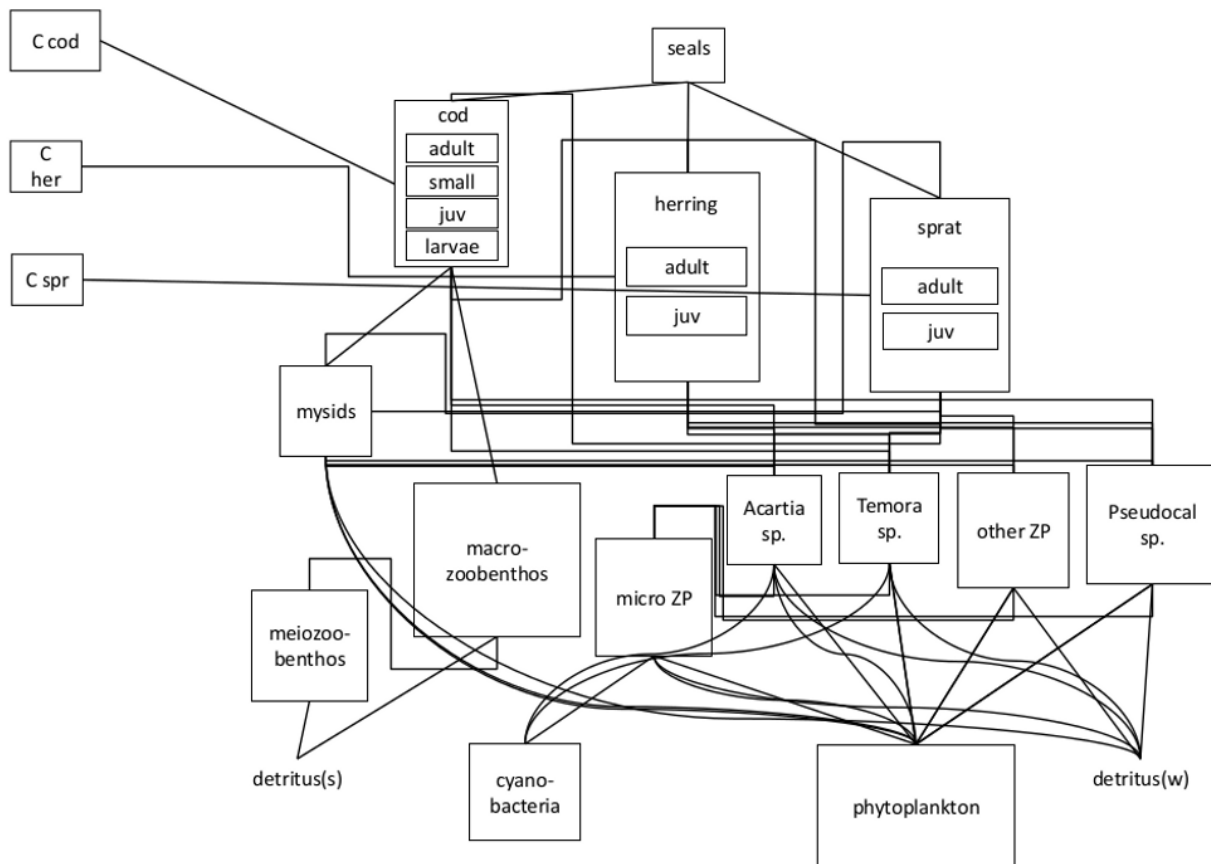 C cod
seals
cod
adult
small
juv
larvae
C
her
herring
adult
juv
sprat
adult
juv
C spr
mysids
macro-
zoobenthos
Acartia
sp.
Temora
sp.
other ZP
Pseudocal
sp.
micro ZP
meiozoo-
benthos
detritus(s)
cyano-
bacteria
phytoplankton
detritus(w)